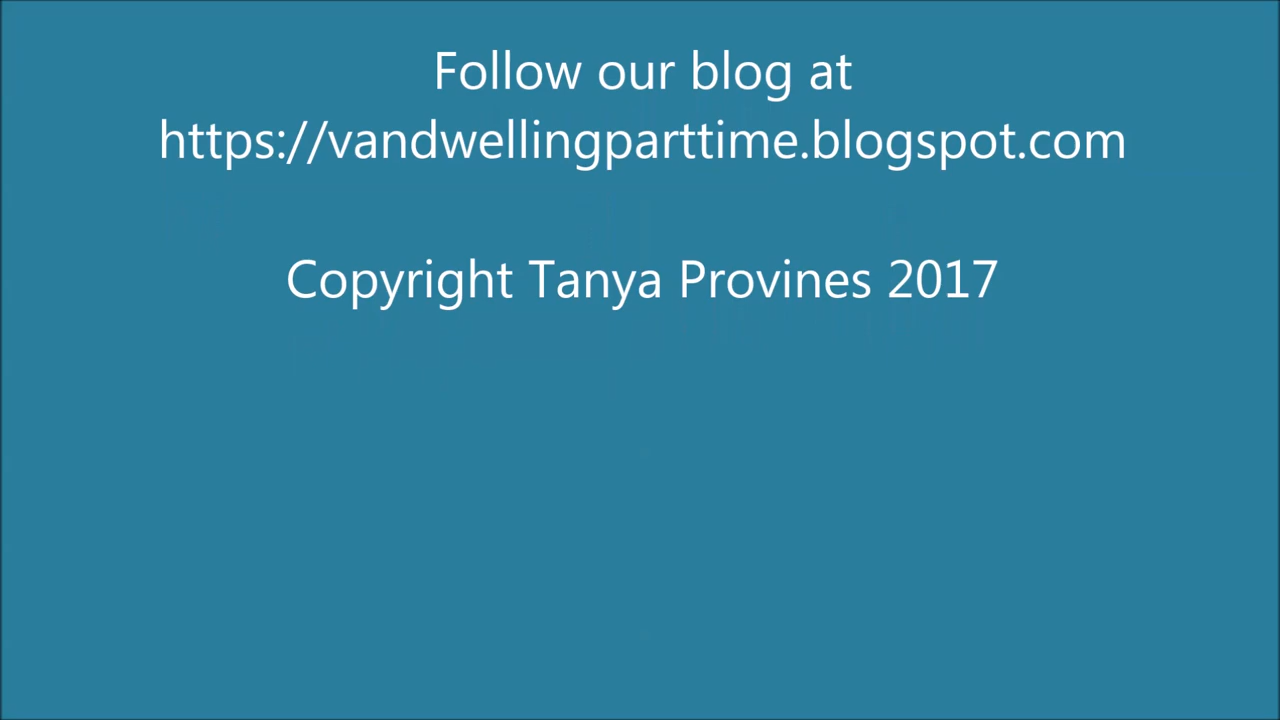 Follow our blog at
https://vandwellingparttime.blogspot.com
Copyright Tanya Provines 2017